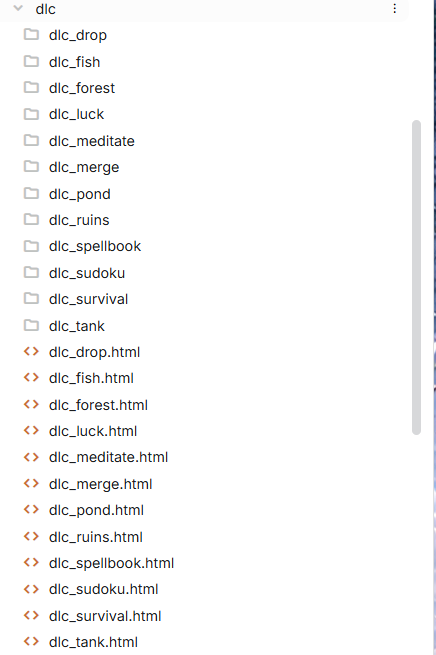 dlc
dlc_drop
dlc_fish
dlc_forest
dlc_luck
dlc_meditate
dlc_merge
dlc_pond
dlc_ruins
dlc_spellbook
dlc_sudoku
dlc_survival
dlc_tank
dlc_drop.html
dlc_fish.html
dlc_forest.html
dlc_luck.html
dlc_meditate.html
dlc_merge.html
dlc_pond.html
dlc_ruins.html
dlc_spellbook.html
dlc_sudoku.html
dlc_survival.html
dlc_tank.html